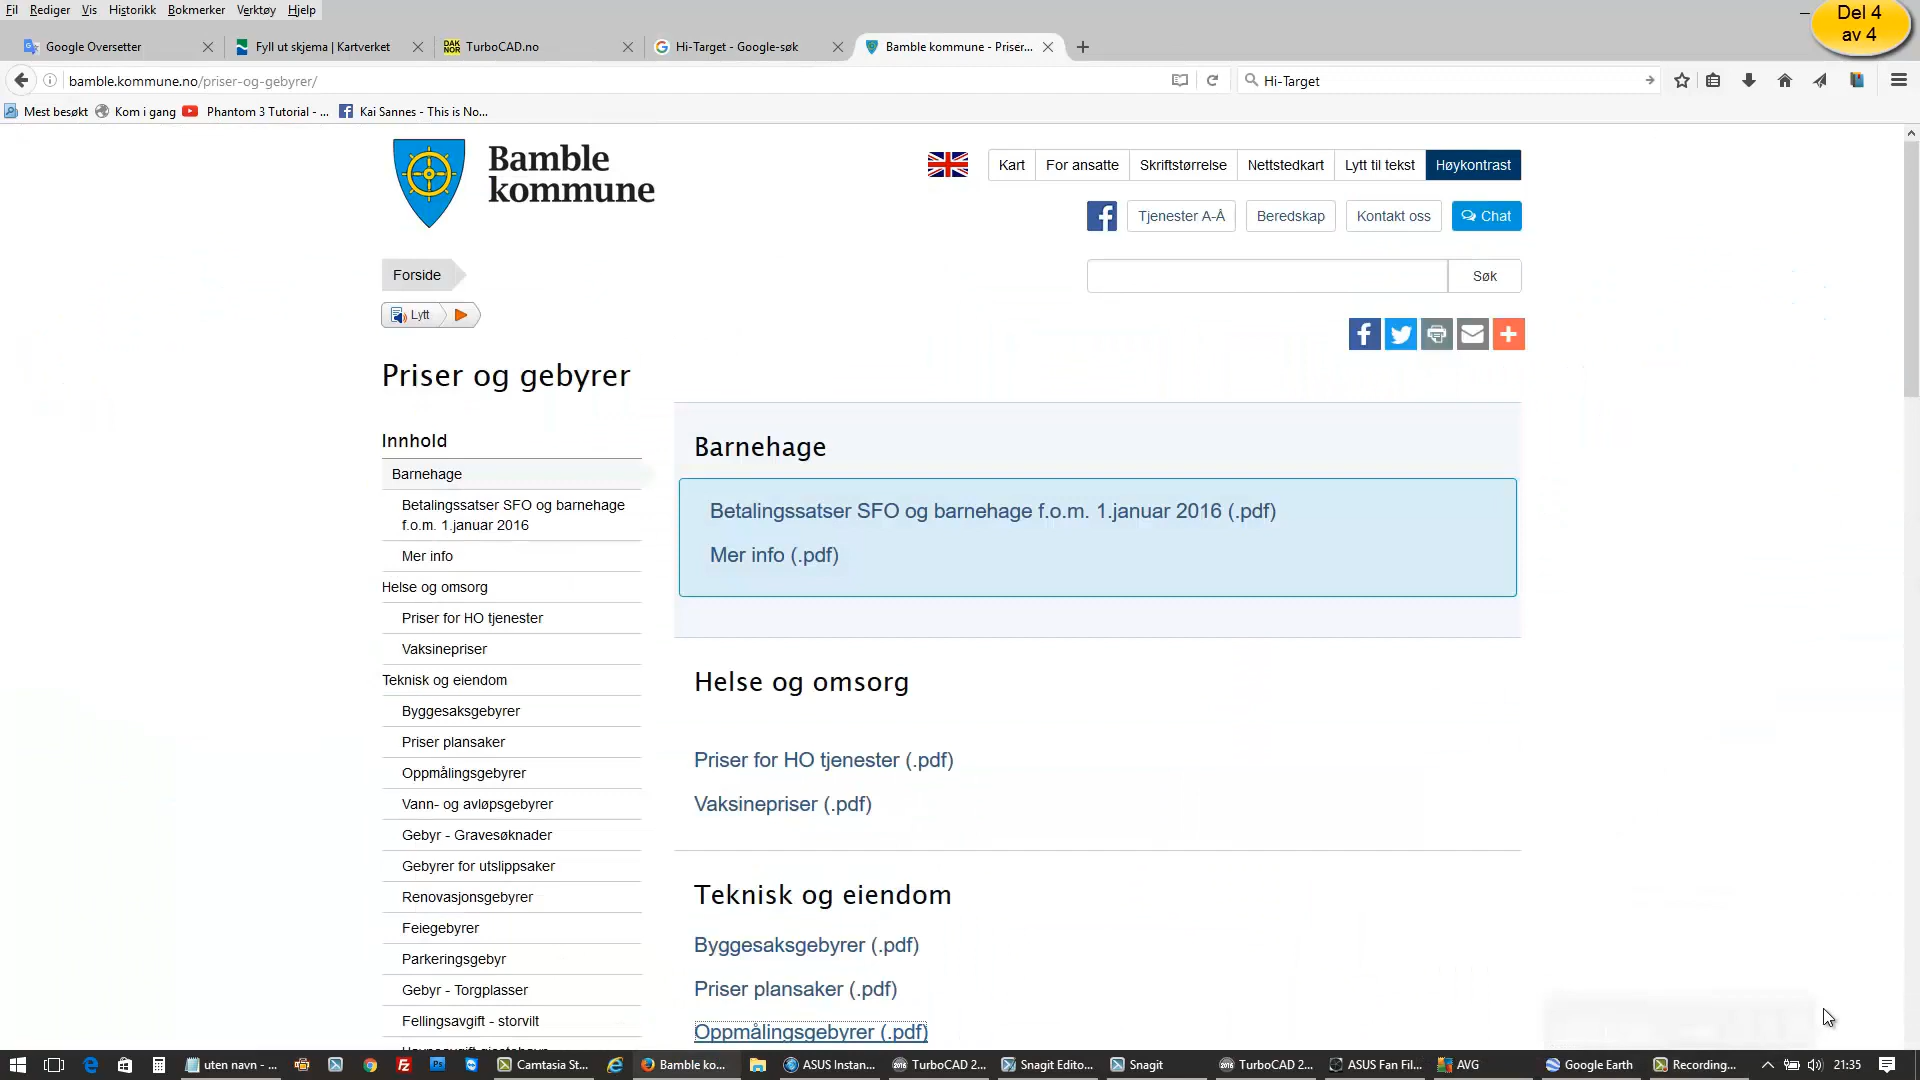 Fil Rediger Vis Historikk Bokmerker Verktøy Hjelp
Del 4
av 4
Google Oversetter
Fyll ut skjema | Kartverket
DAK NOR TurboCAD.no
Hi-Target - Google-søk
Bamble kommune - Priser...
bamble.kommune.no/priser-og-gebyrer/
Hi-Target
Mest besøkt Kom i gang Phantom 3 Tutorial - ... Kai Sannes - This is No...
Bamble
kommune
Kart For ansatte Skriftstørrelse Nettstedkart Lytt til tekst Høykontrast
Tjenester A-Å Beredskap Kontakt oss Chat
Forside
Søk
Lytt
Priser og gebyrer
Innhold
Barnehage
Betalingssatser SFO og barnehage
f.o.m. 1.januar 2016
Mer info
Helse og omsorg
Priser for HO tjenester
Vaksinepriser
Teknisk og eiendom
Byggesaksgebyrer
Priser plansaker
Oppmålingsgebyrer
Vann- og avløpsgebyrer
Gebyr - Gravesøknader
Gebyrer for utslippsaker
Renovasjonsgebyrer
Feiegebyrer
Parkeringsgebyr
Gebyr - Torgplasser
Fellingsavgift - storvilt
Barnehage
Betalingssatser SFO og barnehage f.o.m. 1.januar 2016 (.pdf)
Mer info (.pdf)
Helse og omsorg
Priser for HO tjenester (.pdf)
Vaksinepriser (.pdf)
Teknisk og eiendom
Byggesaksgebyrer (.pdf)
Priser plansaker (.pdf)
Oppmålingsgebyrer (.pdf)
uten navn - ... Camtasia St... Bamble ko... ASUS Instan... TurboCAD 2... Snagit Edito... Snagit TurboCAD 2... ASUS Fan Fil... AVG Google Earth Recording... 21:35